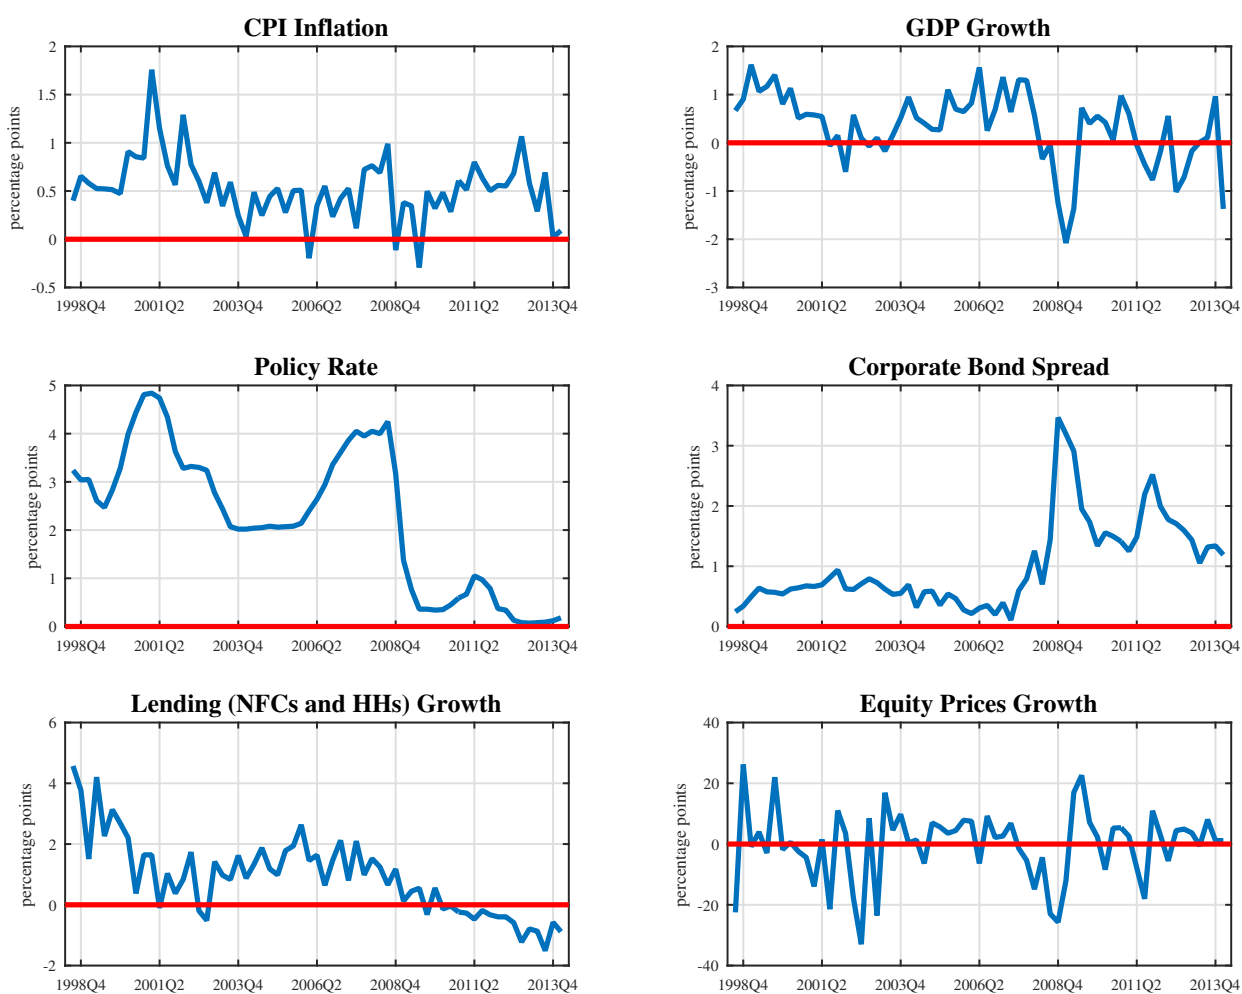 CPI Inflation
percentage points
2
1.5
1
0.5
0
-0.5
1998Q4 2001Q2 2003Q4 2006Q2 2008Q4 2011Q2 2013Q4
GDP Growth
percentage points
2
1
0
-1
-2
-3
1998Q4 2001Q2 2003Q4 2006Q2 2008Q4 2011Q2 2013Q4
Policy Rate
percentage points
5
4
3
2
1
0
1998Q4 2001Q2 2003Q4 2006Q2 2008Q4 2011Q2 2013Q4
Corporate Bond Spread
percentage points
4
3
2
1
0
1998Q4 2001Q2 2003Q4 2006Q2 2008Q4 2011Q2 2013Q4
Lending (NFCs and HHs) Growth
percentage points
6
4
2
0
-2
1998Q4 2001Q2 2003Q4 2006Q2 2008Q4 2011Q2 2013Q4
Equity Prices Growth
percentage points
40
20
0
-20
-40
1998Q4 2001Q2 2003Q4 2006Q2 2008Q4 2011Q2 2013Q4